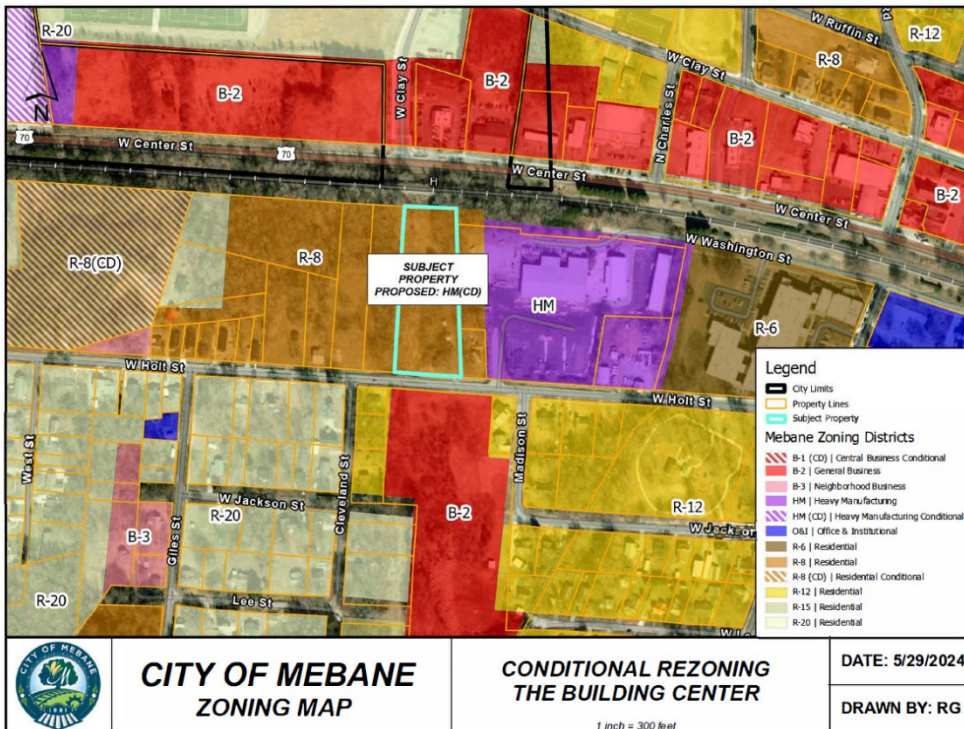 R-20
W Ruffin St
R-12
R-8
W Clay St
W Clay St
B-2
B-2
N Charles St
B-2
70
W Center St
70
W Center St
H
W Center St
B-2
W Washington St
R-8(CD)
R-8
SUBJECT
PROPERTY
PROPOSED: HM(CD)
HM
R-6
W Holt St
W Holt St
West St
Giles St
Cleveland St
Madison St
W Jackson St
R-20
B-2
R-12
W Jackson
B-3
R-20
Lee St
Legend
City Limits
Property Lines
Subject Property
Mebane Zoning Districts
B-1 (CD) | Central Business Conditional
B-2 | General Business
B-3 | Neighborhood Business
HM | Heavy Manufacturing
HM (CD) | Heavy Manufacturing Conditional
O&I | Office & Institutional
R-6 | Residential
R-8 | Residential
R-8 (CD) | Residential Conditional
R-12 | Residential
R-15 | Residential
R-20 | Residential
CITY OF MEBANE
CITY OF MEBANE
ZONING MAP
CONDITIONAL REZONING
THE BUILDING CENTER
1 inch = 300 feet
DATE: 5/29/2024
DRAWN BY: RG